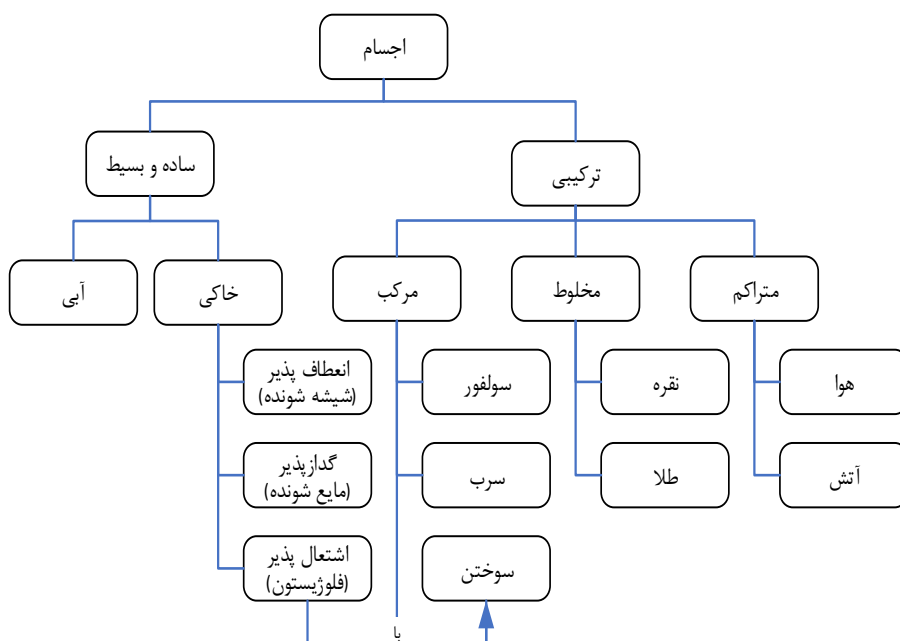 اجسام
ساده و بسیط
ترکیبی
آبی
خاکی
مرکب
مخلوط
متراکم
انعطاف پذیر
(شیشه شونده)
سولفور
نقره
هوا
گدازپذیر
(مایع شونده)
سرب
طلا
آتش
اشتعال پذیر
(فلوژیستون)
سوختن
با